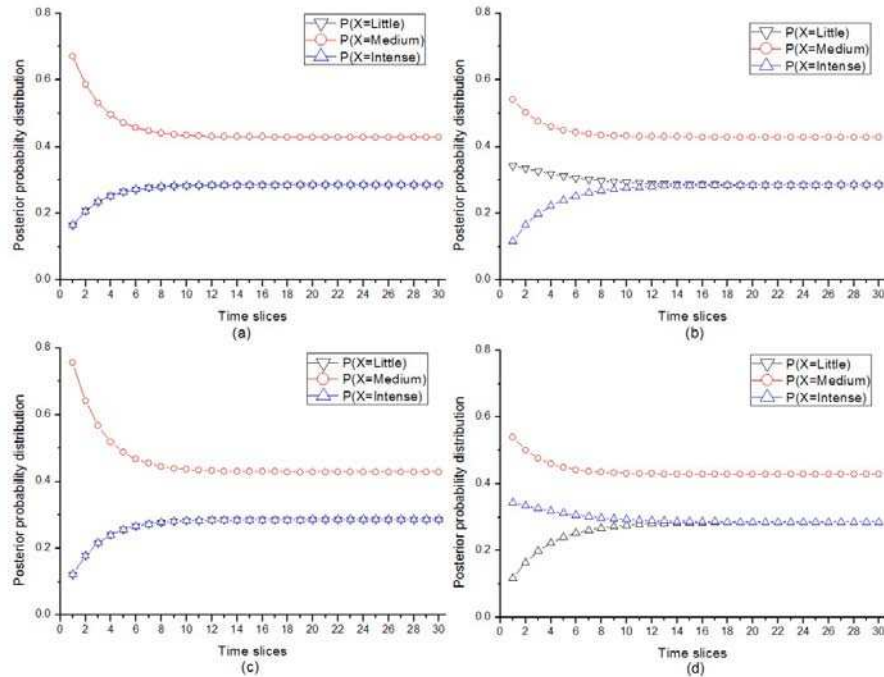 0.8
0.6
0.4
0.2
0.0
Posterior probability distribution
P(X=Little)
P(X=Medium)
P(X=Intense)
0 2 4 6 8 10 12 14 16 18 20 22 24 26 28 30
Time slices
(a)
0.8
0.6
0.4
0.2
0.0
Posterior probability distribution
P(X=Little)
P(X=Medium)
P(X=Intense)
0 2 4 6 8 10 12 14 16 18 20 22 24 26 28 30
Time slices
(b)
0.8
0.6
0.4
0.2
0.0
Posterior probability distribution
P(X=Little)
P(X=Medium)
P(X=Intense)
0 2 4 6 8 10 12 14 16 18 20 22 24 26 28 30
Time slices
(c)
0.8
0.6
0.4
0.2
0.0
Posterior probability distribution
P(X=Little)
P(X=Medium)
P(X=Intense)
0 2 4 6 8 10 12 14 16 18 20 22 24 26 28 30
Time slices
(d)